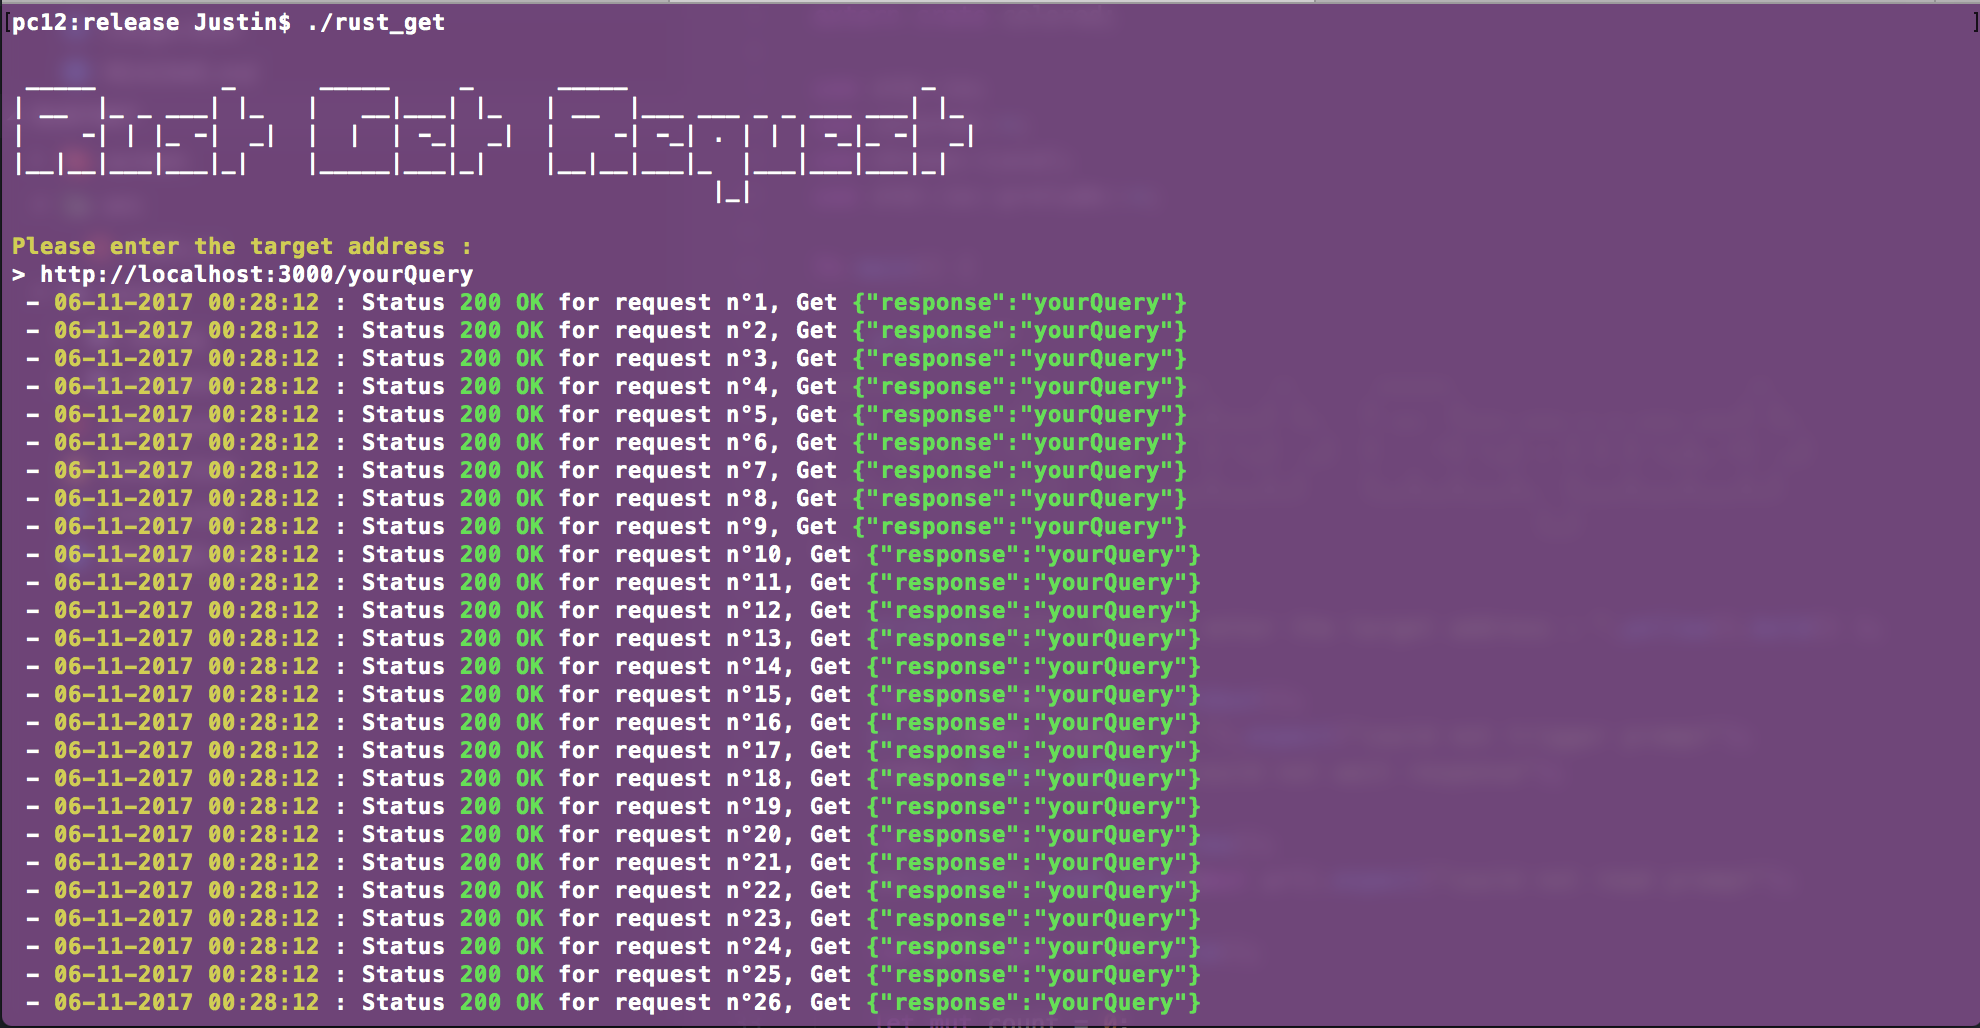 [pc12:release Justin$ ./rust_get ]
Rust Get Request
Please enter the target address :
> http://localhost:3000/yourQuery
- 06-11-2017 00:28:12 : Status 200 OK for request n°1, Get {"response":"yourQuery"}
- 06-11-2017 00:28:12 : Status 200 OK for request n°2, Get {"response":"yourQuery"}
- 06-11-2017 00:28:12 : Status 200 OK for request n°3, Get {"response":"yourQuery"}
- 06-11-2017 00:28:12 : Status 200 OK for request n°4, Get {"response":"yourQuery"}
- 06-11-2017 00:28:12 : Status 200 OK for request n°5, Get {"response":"yourQuery"}
- 06-11-2017 00:28:12 : Status 200 OK for request n°6, Get {"response":"yourQuery"}
- 06-11-2017 00:28:12 : Status 200 OK for request n°7, Get {"response":"yourQuery"}
- 06-11-2017 00:28:12 : Status 200 OK for request n°8, Get {"response":"yourQuery"}
- 06-11-2017 00:28:12 : Status 200 OK for request n°9, Get {"response":"yourQuery"}
- 06-11-2017 00:28:12 : Status 200 OK for request n°10, Get {"response":"yourQuery"}
- 06-11-2017 00:28:12 : Status 200 OK for request n°11, Get {"response":"yourQuery"}
- 06-11-2017 00:28:12 : Status 200 OK for request n°12, Get {"response":"yourQuery"}
- 06-11-2017 00:28:12 : Status 200 OK for request n°13, Get {"response":"yourQuery"}
- 06-11-2017 00:28:12 : Status 200 OK for request n°14, Get {"response":"yourQuery"}
- 06-11-2017 00:28:12 : Status 200 OK for request n°15, Get {"response":"yourQuery"}
- 06-11-2017 00:28:12 : Status 200 OK for request n°16, Get {"response":"yourQuery"}
- 06-11-2017 00:28:12 : Status 200 OK for request n°17, Get {"response":"yourQuery"}
- 06-11-2017 00:28:12 : Status 200 OK for request n°18, Get {"response":"yourQuery"}
- 06-11-2017 00:28:12 : Status 200 OK for request n°19, Get {"response":"yourQuery"}
- 06-11-2017 00:28:12 : Status 200 OK for request n°20, Get {"response":"yourQuery"}
- 06-11-2017 00:28:12 : Status 200 OK for request n°21, Get {"response":"yourQuery"}
- 06-11-2017 00:28:12 : Status 200 OK for request n°22, Get {"response":"yourQuery"}
- 06-11-2017 00:28:12 : Status 200 OK for request n°23, Get {"response":"yourQuery"}
- 06-11-2017 00:28:12 : Status 200 OK for request n°24, Get {"response":"yourQuery"}
- 06-11-2017 00:28:12 : Status 200 OK for request n°25, Get {"response":"yourQuery"}
- 06-11-2017 00:28:12 : Status 200 OK for request n°26, Get {"response":"yourQuery"}